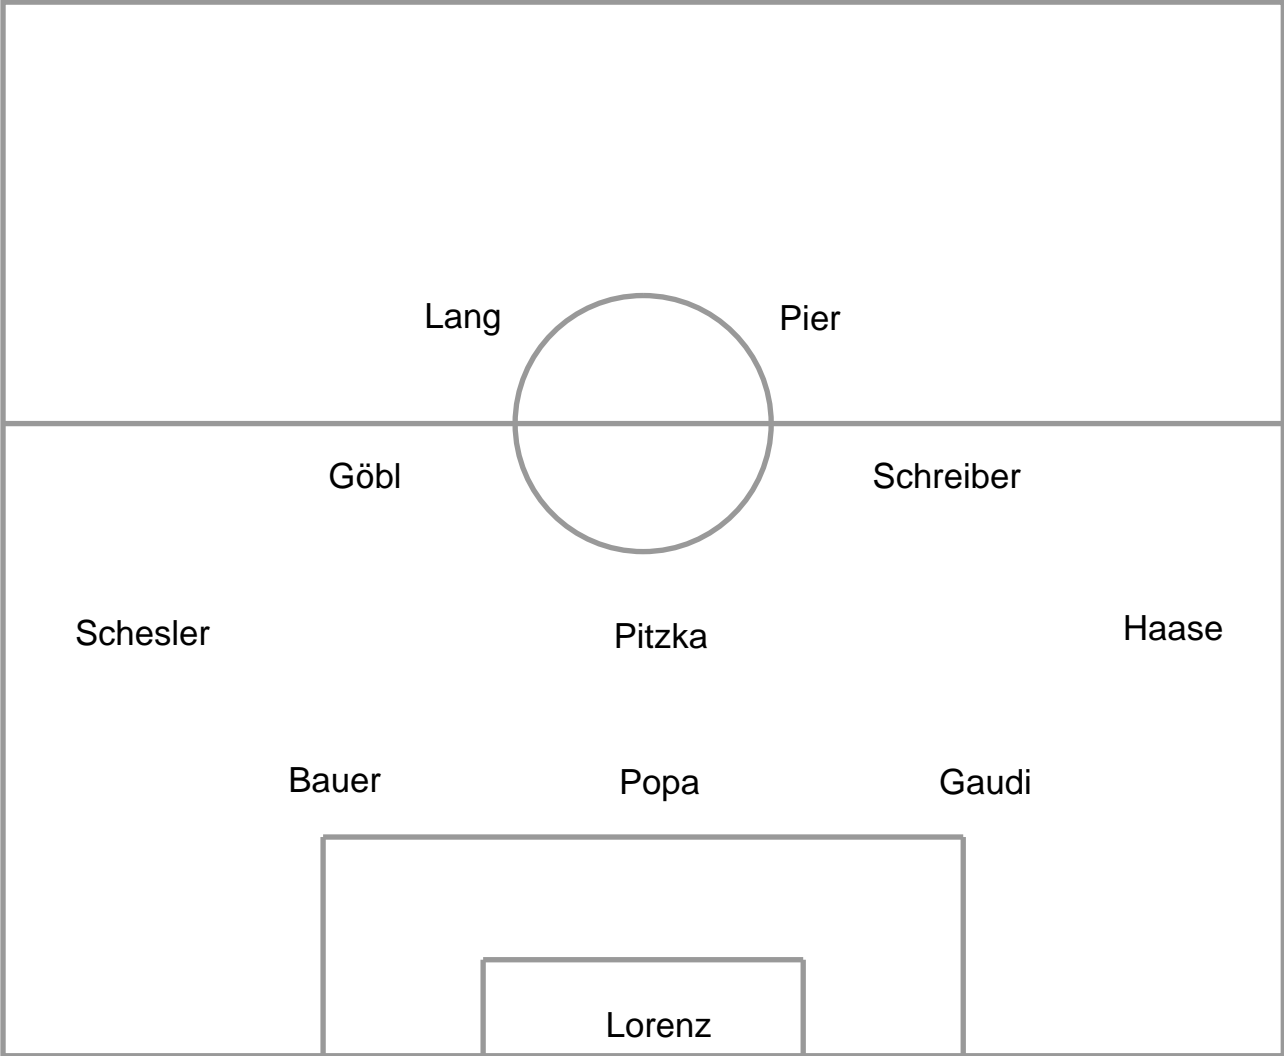 Lang
Pier
Göbl
Schreiber
Schesler
Pitzka
Haase
Bauer
Popa
Gaudi
Lorenz